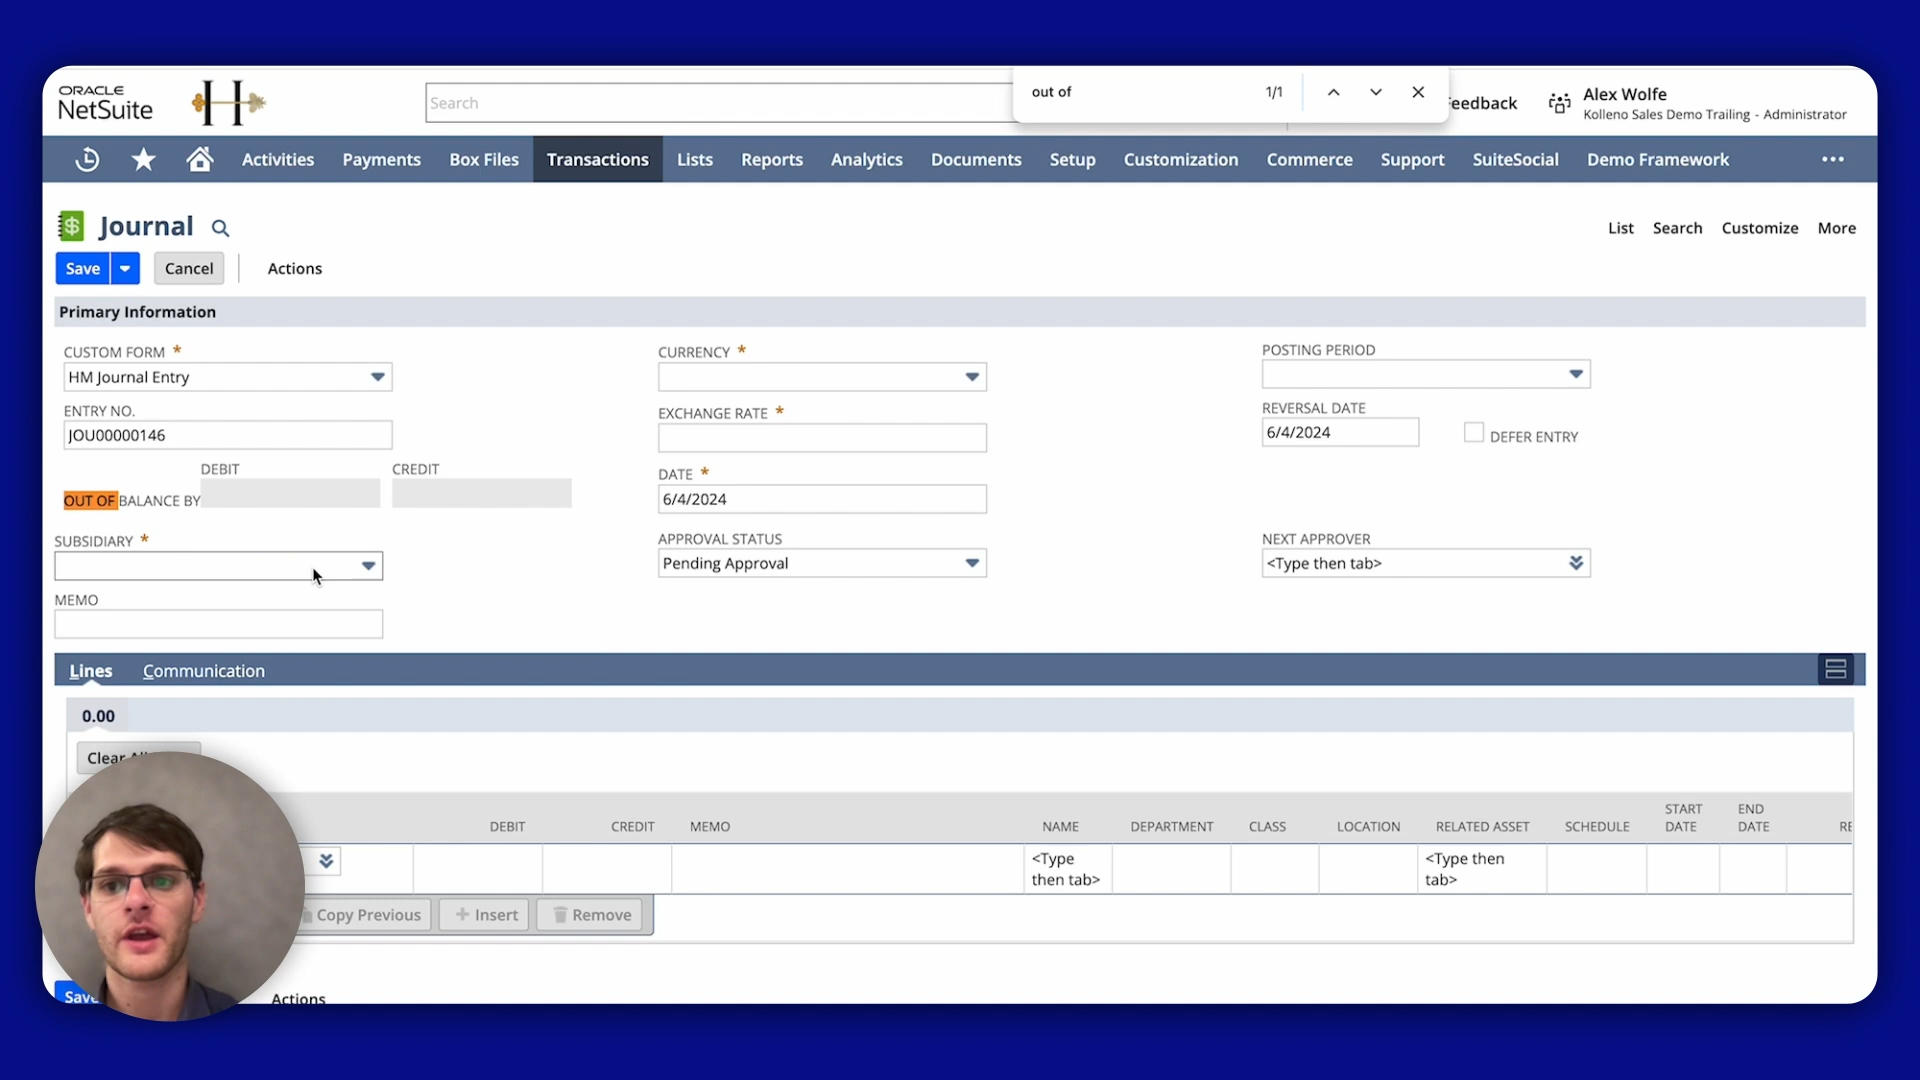 ORACLE
NetSuite
H
Search
out of
1/1
Feedback
Alex Wolfe
Kolleno Sales Demo Trailing - Administrator
Activities
Payments
Box Files
Transactions
Lists
Reports
Analytics
Documents
Setup
Customization
Commerce
Support
SuiteSocial
Demo Framework
Journal
List
Search
Customize
More
Save
Cancel
Actions
Primary Information
CUSTOM FORM *
HM Journal Entry
ENTRY NO.
JOU00000146
DEBIT
CREDIT
OUT OF BALANCE BY
SUBSIDIARY *
MEMO
CURRENCY *
EXCHANGE RATE *
DATE *
6/4/2024
APPROVAL STATUS
Pending Approval
POSTING PERIOD
REVERSAL DATE
6/4/2024
DEFER ENTRY
NEXT APPROVER
<Type then tab>
Lines
Communication
0.00
Clear All
DEBIT
CREDIT
MEMO
NAME
DEPARTMENT
CLASS
LOCATION
RELATED ASSET
SCHEDULE
START
DATE
END
DATE
RE
<Type
then tab>
<Type then
tab>
Copy Previous
Insert
Remove
Save
Actions